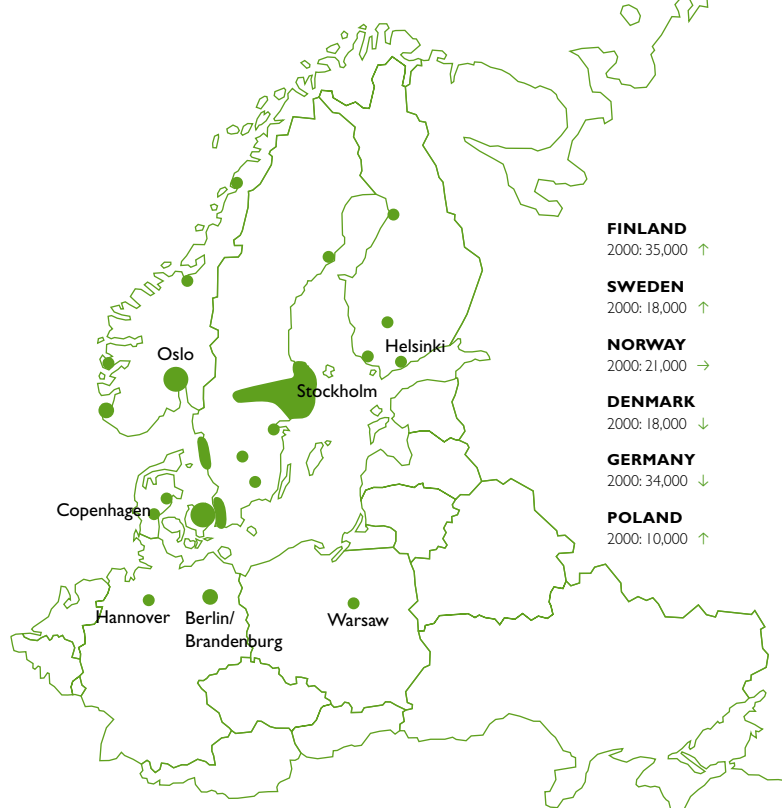 Oslo
Helsinki
Stockholm
Copenhagen
Hannover
Berlin/
Brandenburg
Warsaw
FINLAND
2000: 35,000 ↑
SWEDEN
2000: 18,000 ↑
NORWAY
2000: 21,000 →
DENMARK
2000: 18,000 ↓
GERMANY
2000: 34,000 ↓
POLAND
2000: 10,000 ↑